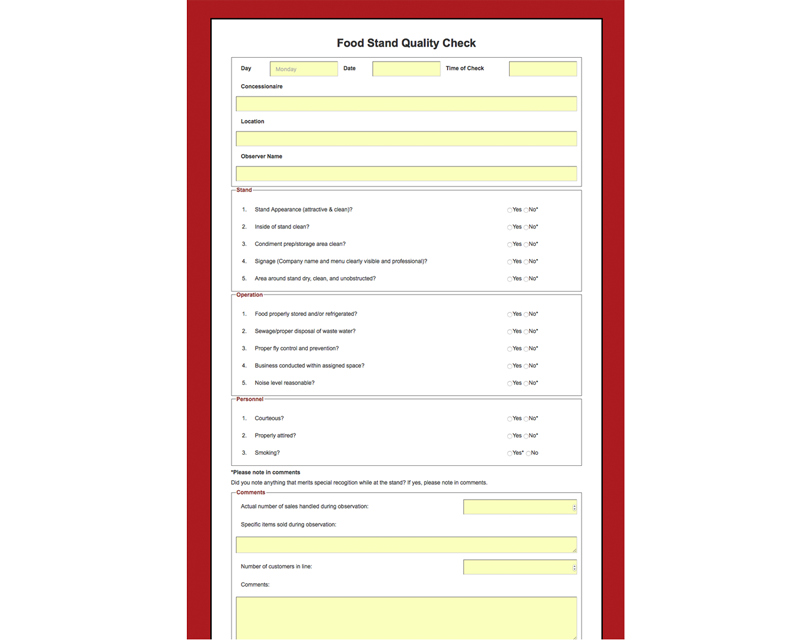 Food Stand Quality Check
Day Monday Date Time of Check
Concessionaire
Location
Observer Name
Stand
1. Stand Appearance (attractive & clean)? Yes No*
2. Inside of stand clean? Yes No*
3. Condiment prep/storage area clean? Yes No*
4. Signage (Company name and menu clearly visible and professional)? Yes No*
5. Area around stand dry, clean, and unobstructed? Yes No*
Operation
1. Food properly stored and/or refrigerated? Yes No*
2. Sewage/proper disposal of waste water? Yes No*
3. Proper fly control and prevention? Yes No*
4. Business conducted within assigned space? Yes No*
5. Noise level reasonable? Yes No*
Personnel
1. Courteous? Yes No*
2. Properly attired? Yes No*
3. Smoking? Yes* No
*Please note in comments
Did you note anything that merits special recogition while at the stand? If yes, please note in comments.
Comments
Actual number of sales handled during observation:
Specific items sold during observation:
Number of customers in line:
Comments: